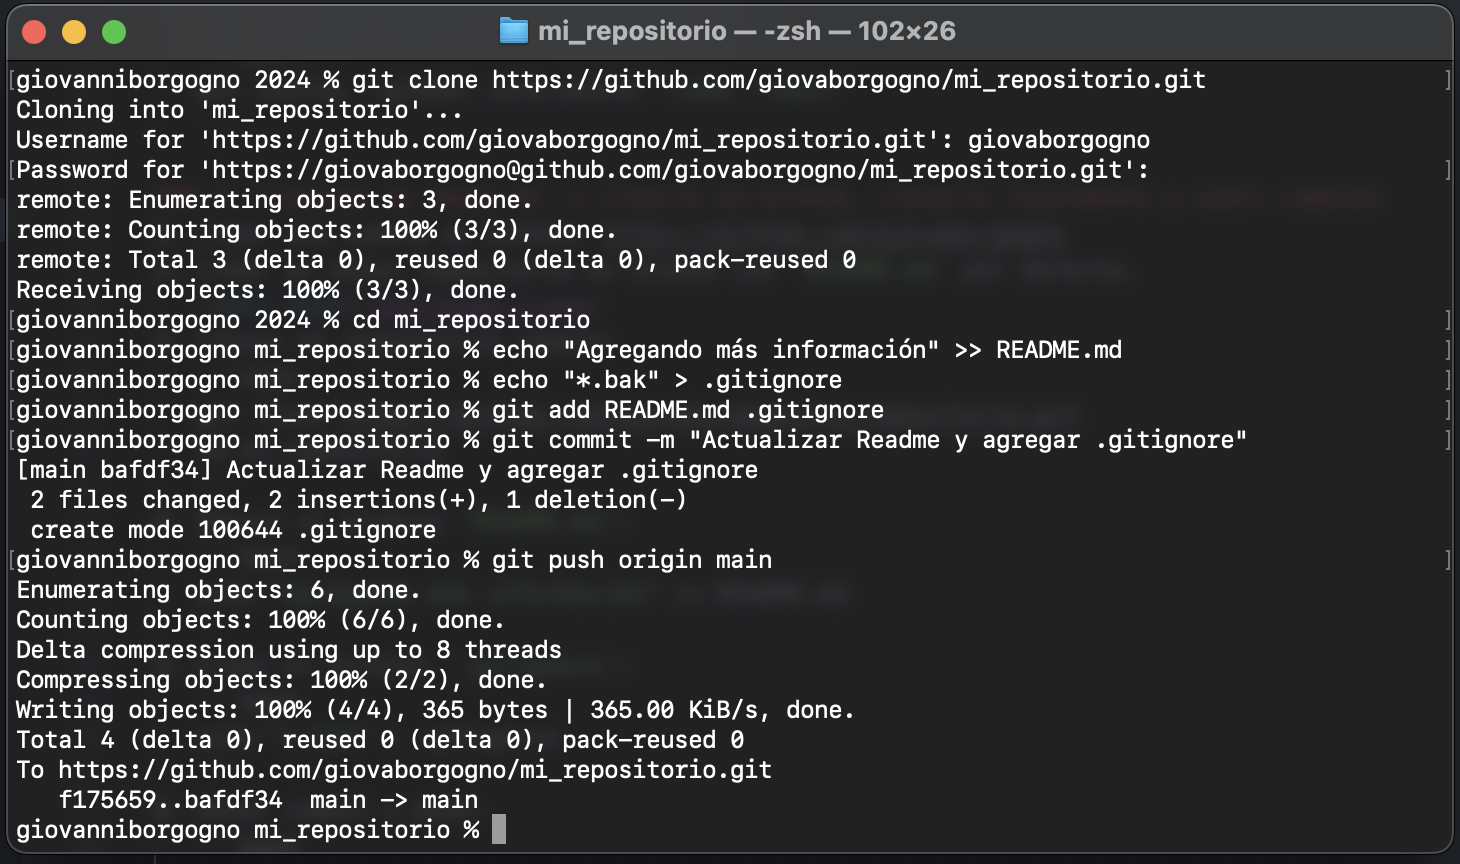 mi_repositorio — -zsh — 102×26
[giovanniborgogno 2024 % git clone https://github.com/giovaborgogno/mi_repositorio.git ]
Cloning into 'mi_repositorio'...
Username for 'https://github.com/giovaborgogno/mi_repositorio.git': giovaborgogno
[Password for 'https://giovaborgogno@github.com/giovaborgogno/mi_repositorio.git': ]
remote: Enumerating objects: 3, done.
remote: Counting objects: 100% (3/3), done.
remote: Total 3 (delta 0), reused 0 (delta 0), pack-reused 0
Receiving objects: 100% (3/3), done.
[giovanniborgogno 2024 % cd mi_repositorio ]
[giovanniborgogno mi_repositorio % echo "Agregando más información" >> README.md ]
[giovanniborgogno mi_repositorio % echo "*.bak" > .gitignore ]
[giovanniborgogno mi_repositorio % git add README.md .gitignore ]
[giovanniborgogno mi_repositorio % git commit -m "Actualizar Readme y agregar .gitignore" ]
[main bafdf34] Actualizar Readme y agregar .gitignore
 2 files changed, 2 insertions(+), 1 deletion(-)
 create mode 100644 .gitignore
[giovanniborgogno mi_repositorio % git push origin main ]
Enumerating objects: 6, done.
Counting objects: 100% (6/6), done.
Delta compression using up to 8 threads
Compressing objects: 100% (2/2), done.
Writing objects: 100% (4/4), 365 bytes | 365.00 KiB/s, done.
Total 4 (delta 0), reused 0 (delta 0), pack-reused 0
To https://github.com/giovaborgogno/mi_repositorio.git
   f175659..bafdf34  main -> main
giovanniborgogno mi_repositorio %